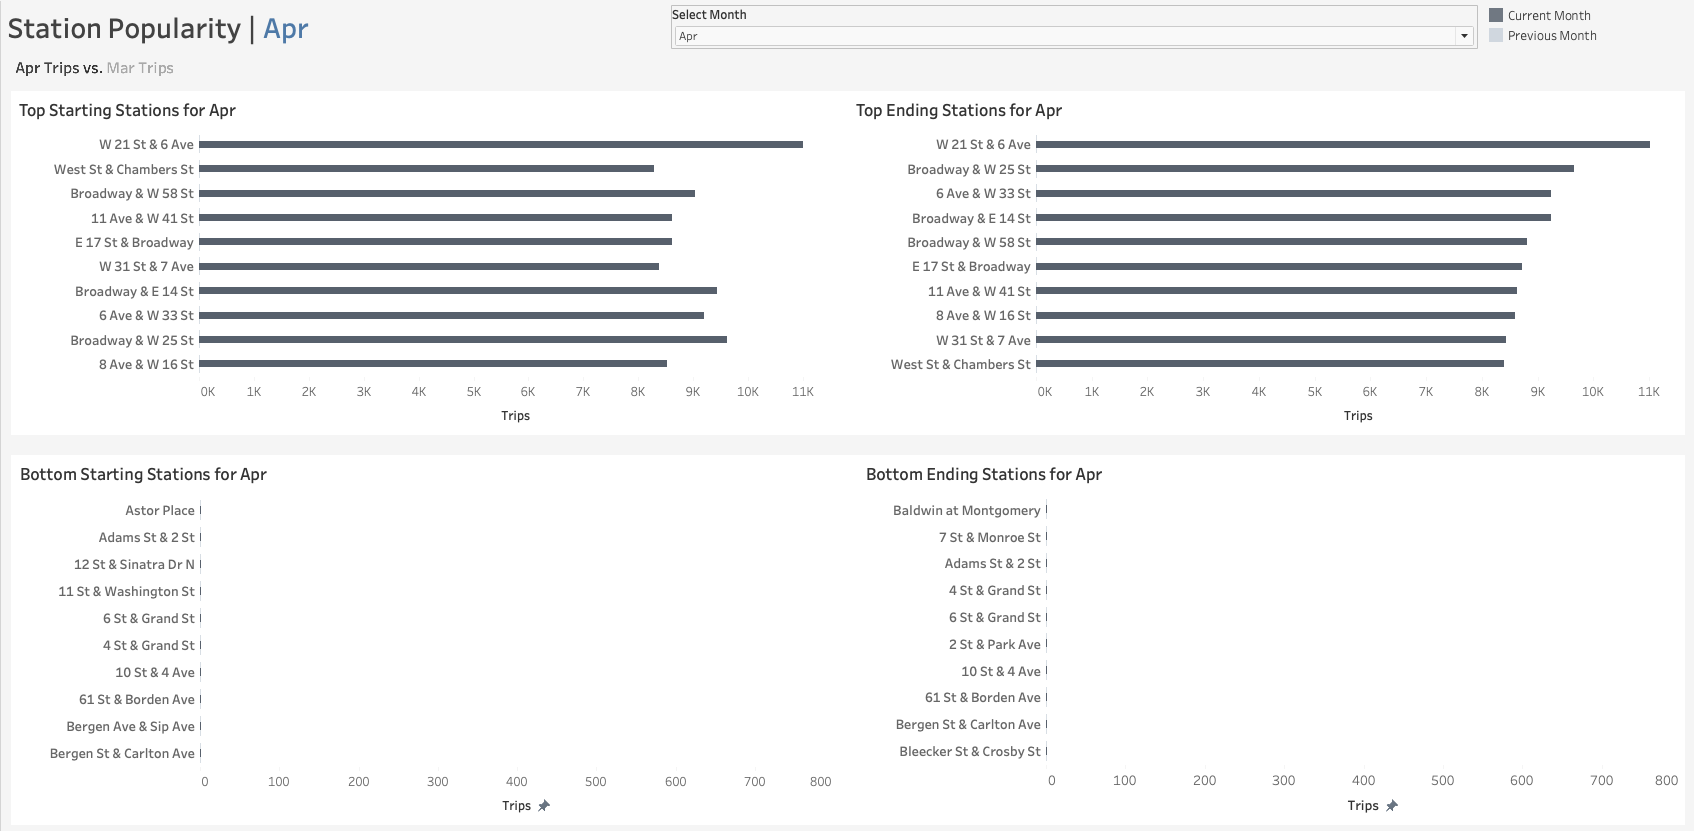 Station Popularity | Apr
Select Month
Apr
Current Month
Previous Month
Apr Trips vs. Mar Trips
Top Starting Stations for Apr
W 21 St & 6 Ave
West St & Chambers St
Broadway & W 58 St
11 Ave & W 41 St
E 17 St & Broadway
W 31 St & 7 Ave
Broadway & E 14 St
6 Ave & W 33 St
Broadway & W 25 St
8 Ave & W 16 St
0K 1K 2K 3K 4K 5K 6K 7K 8K 9K 10K 11K
Trips
Top Ending Stations for Apr
W 21 St & 6 Ave
Broadway & W 25 St
6 Ave & W 33 St
Broadway & E 14 St
Broadway & W 58 St
E 17 St & Broadway
11 Ave & W 41 St
8 Ave & W 16 St
W 31 St & 7 Ave
West St & Chambers St
0K 1K 2K 3K 4K 5K 6K 7K 8K 9K 10K 11K
Trips
Bottom Starting Stations for Apr
Astor Place
Adams St & 2 St
12 St & Sinatra Dr N
11 St & Washington St
6 St & Grand St
4 St & Grand St
10 St & 4 Ave
61 St & Borden Ave
Bergen Ave & Sip Ave
Bergen St & Carlton Ave
0 100 200 300 400 500 600 700 800
Trips
Bottom Ending Stations for Apr
Baldwin at Montgomery
7 St & Monroe St
Adams St & 2 St
4 St & Grand St
6 St & Grand St
2 St & Park Ave
10 St & 4 Ave
61 St & Borden Ave
Bergen St & Carlton Ave
Bleecker St & Crosby St
0 100 200 300 400 500 600 700 800
Trips